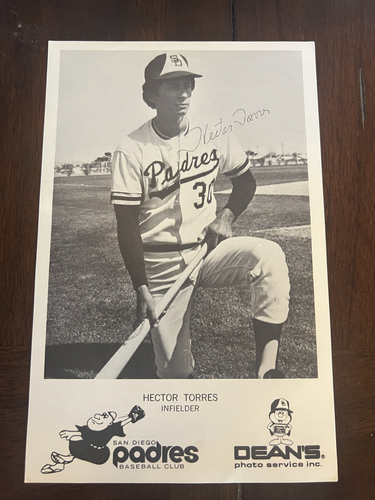 SD
Hector Torres
Padres
30
HECTOR TORRES
INFIELDER
SAN DIEGO
padres
BASEBALL CLUB
DEAN'S
photo service inc.